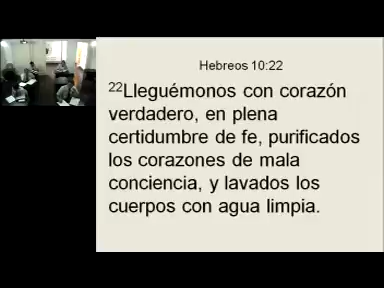 Hebreos 10:22
22Lleguémonos con corazón
verdadero, en plena
certidumbre de fe, purificados
los corazones de mala
conciencia, y lavados los
cuerpos con agua limpia.